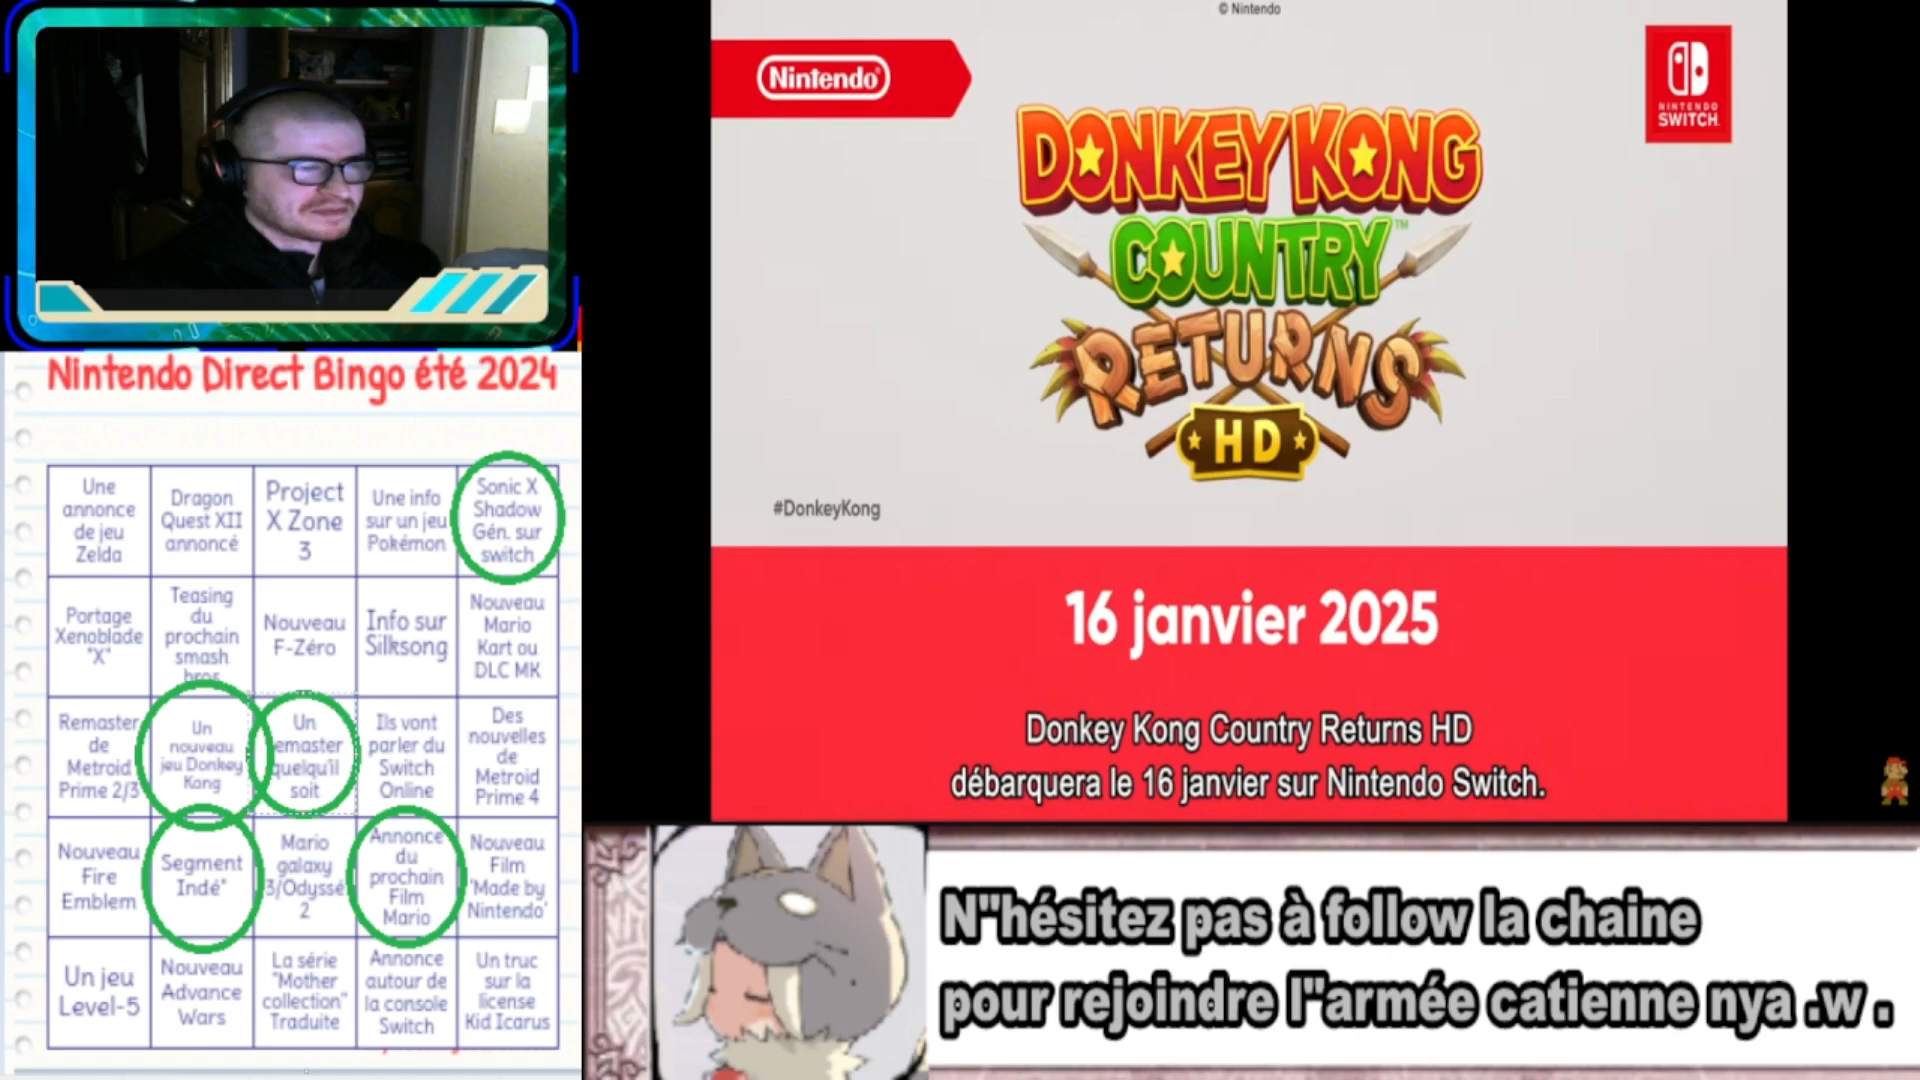 Nintendo Direct Bingo été 2024
Une
annonce
de jeu
Zelda
Dragon
Quest XII
annoncé
Project
X Zone
3
Une info
sur un jeu
Pokémon
Sonic X
Shadow
Gén. sur
switch
Portage
Xenoblade
"X"
Teasing
du
prochain
smash
bros
Nouveau
F-Zéro
Info sur
Silksong
Nouveau
Mario
Kart ou
DLC MK
Remaster
de
Metroid
Prime 2/3
Un
nouveau
jeu Donkey
Kong
Un
emaster
quelqu'il
soit
Ils vont
parler du
Switch
Online
Des
nouvelles
de
Metroid
Prime 4
Nouveau
Fire
Emblem
Segment
Indé"
Mario
galaxy
3/Odyssé
2
Annonce
du
prochain
Film
Mario
Nouveau
Film
'Made by
Nintendo'
Un jeu
Level-5
Nouveau
Advance
Wars
La série
"Mother
collection"
Traduite
Annonce
autour de
la console
Switch
Un truc
sur la
license
Kid Icarus
© Nintendo
Nintendo
NINTENDO
SWITCH
DONKEY KONG
COUNTRY™
RETURNS
HD
#DonkeyKong
16 janvier 2025
Donkey Kong Country Returns HD
débarquera le 16 janvier sur Nintendo Switch.
N"hésitez pas à follow la chaine
pour rejoindre l"armée catienne nya .w .